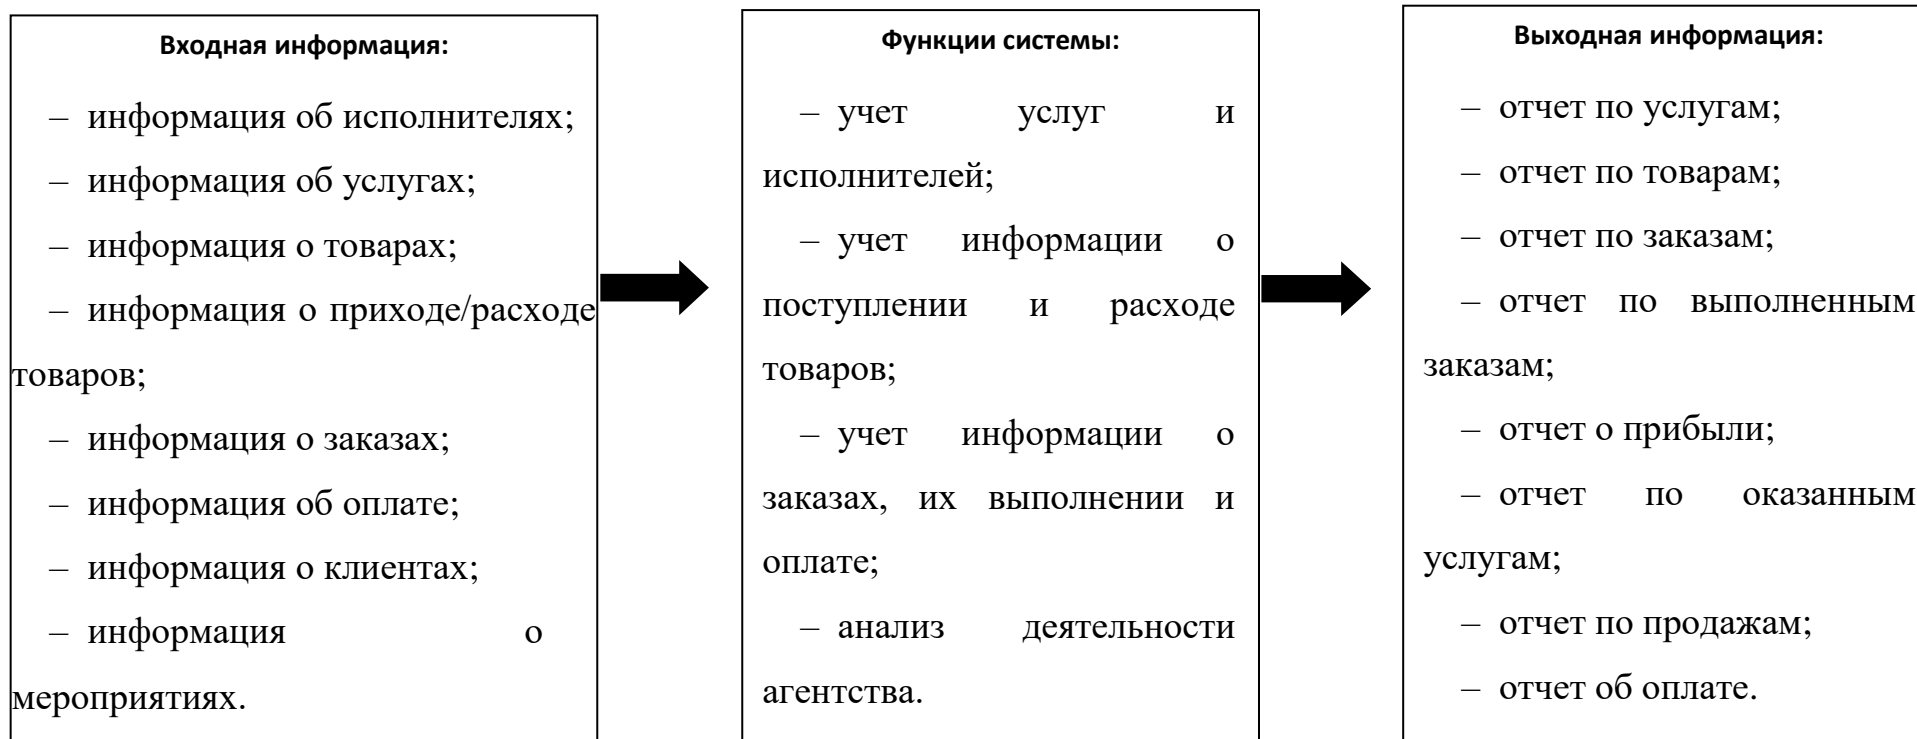 Входная информация:
– информация об исполнителях;
– информация об услугах;
– информация о товарах;
– информация о приходе/расходе
товаров;
– информация о заказах;
– информация об оплате;
– информация о клиентах;
– информация о
мероприятиях.
Функции системы:
– учет услуг и
исполнителей;
– учет информации о
поступлении и расходе
товаров;
– учет информации о
заказах, их выполнении и
оплате;
– анализ деятельности
агентства.
Выходная информация:
– отчет по услугам;
– отчет по товарам;
– отчет по заказам;
– отчет по выполненным
заказам;
– отчет о прибыли;
– отчет по оказанным
услугам;
– отчет по продажам;
– отчет об оплате.